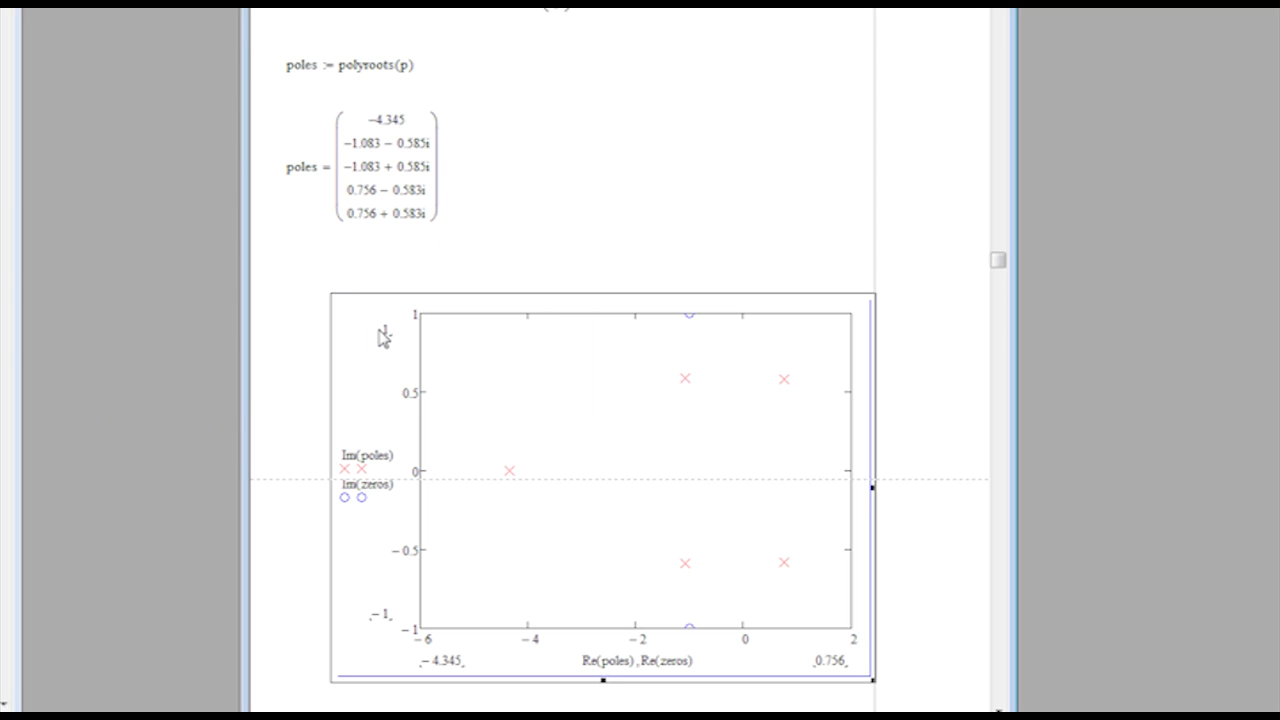 poles := polyroots(p)
−4.345
−1.083 − 0.585i
poles = −1.083 + 0.585i
0.756 − 0.583i
0.756 + 0.583i
1
1
0.5
Im(poles)
0
Im(zeros)
−0.5
−1
−1
−6 −4 −2 0 2
−4.345 Re(poles),Re(zeros) 0.756